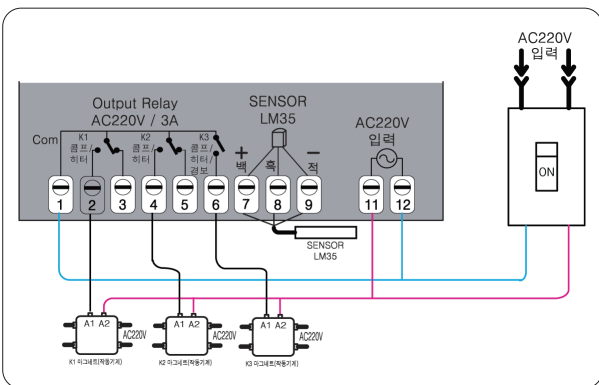 AC220V
입력
Output Relay
AC220V / 3A
SENSOR
LM35
AC220V
입력
Com
K1
콤프/
히터
K2
콤프/
히터
K3
콤프/
히터/
경보
+
백
흑
−
적
ON
1
2
3
4
5
6
7
8
9
11
12
SENSOR
LM35
A1 A2
AC220V
A1 A2
AC220V
A1 A2
AC220V
K1 마그네트(작동기계)
K2 마그네트(작동기계)
K3 마그네트(작동기계)